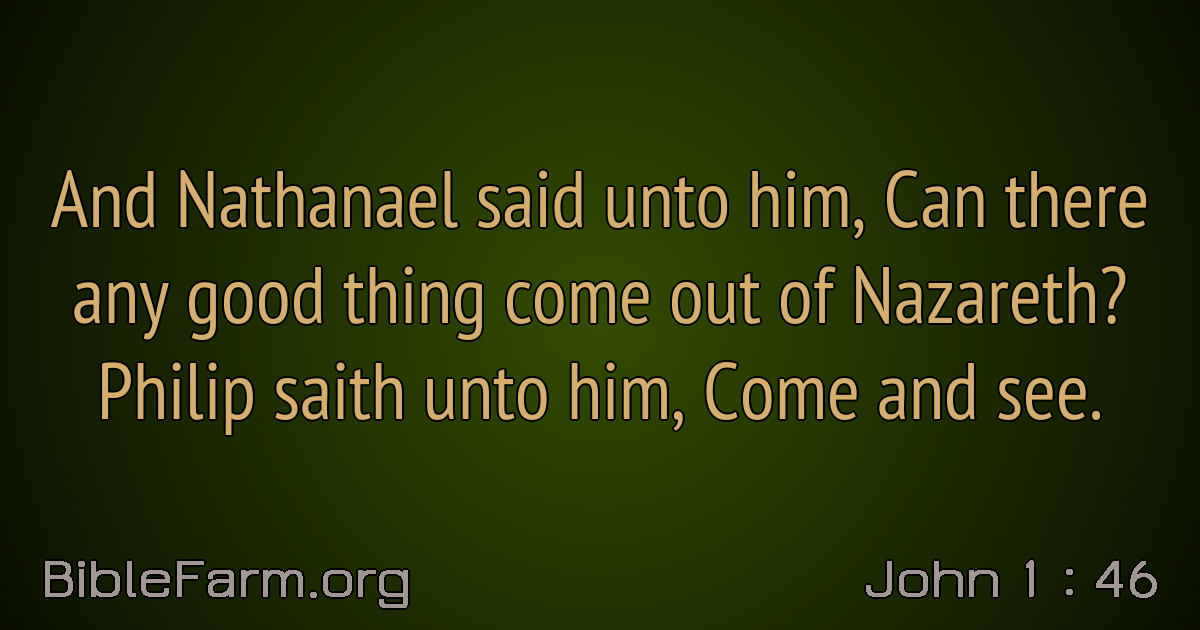 And Nathanael said unto him, Can there
any good thing come out of Nazareth?
Philip saith unto him, Come and see.
BibleFarm.org
John 1 : 46